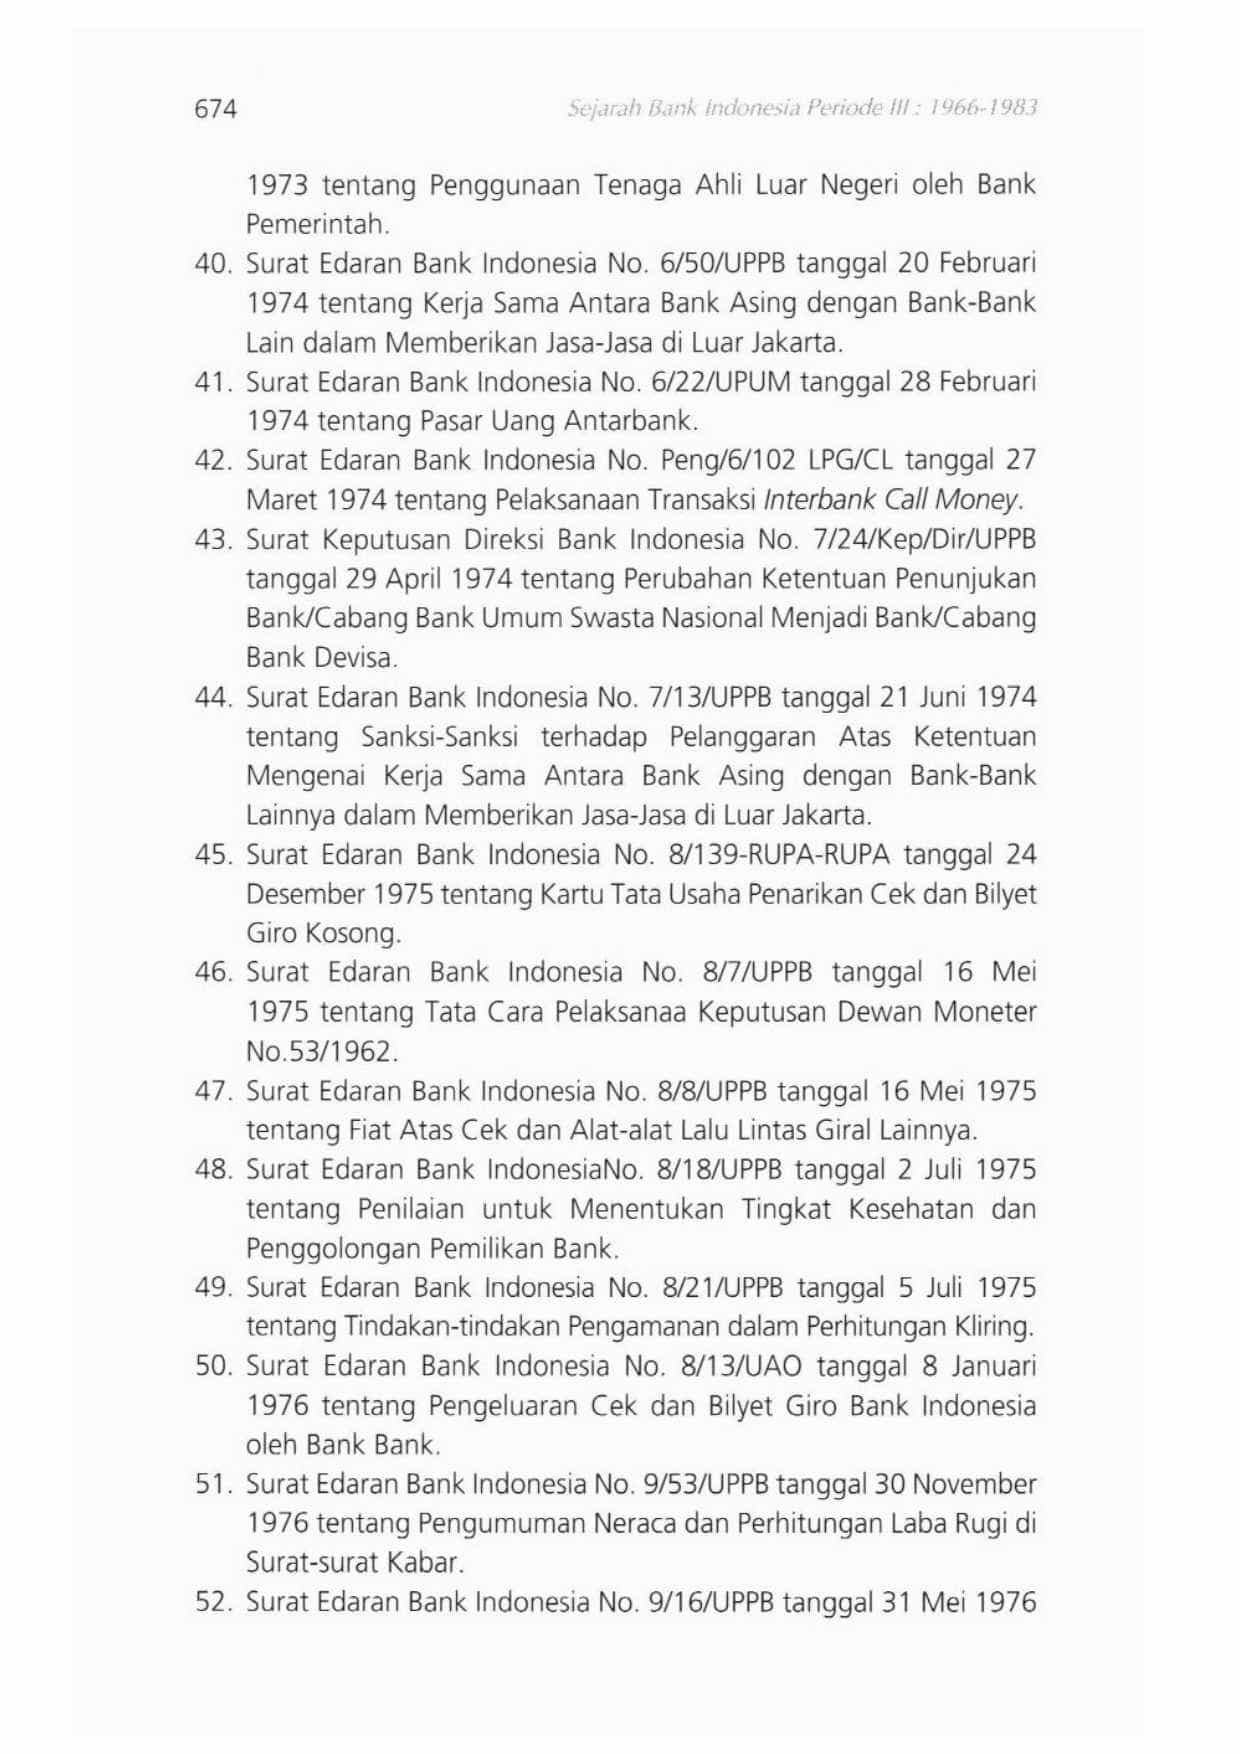 674
Sejarah Bank Indonesia Periode III : 1966-1983
1973 tentang Penggunaan Tenaga Ahli Luar Negeri oleh Bank
Pemerintah.
40. Surat Edaran Bank Indonesia No. 6/50/UPPB tanggal 20 Februari
1974 tentang Kerja Sama Antara Bank Asing dengan Bank-Bank
Lain dalam Memberikan Jasa-Jasa di Luar Jakarta.
41. Surat Edaran Bank Indonesia No. 6/22/UPUM tanggal 28 Februari
1974 tentang Pasar Uang Antarbank.
42. Surat Edaran Bank Indonesia No. Peng/6/102 LPG/CL tanggal 27
Maret 1974 tentang Pelaksanaan Transaksi Interbank Call Money.
43. Surat Keputusan Direksi Bank Indonesia No. 7/24/Kep/Dir/UPPB
tanggal 29 April 1974 tentang Perubahan Ketentuan Penunjukan
Bank/Cabang Bank Umum Swasta Nasional Menjadi Bank/Cabang
Bank Devisa.
44. Surat Edaran Bank Indonesia No. 7/13/UPPB tanggal 21 Juni 1974
tentang Sanksi-Sanksi terhadap Pelanggaran Atas Ketentuan
Mengenai Kerja Sama Antara Bank Asing dengan Bank-Bank
Lainnya dalam Memberikan Jasa-Jasa di Luar Jakarta.
45. Surat Edaran Bank Indonesia No. 8/139-RUPA-RUPA tanggal 24
Desember 1975 tentang Kartu Tata Usaha Penarikan Cek dan Bilyet
Giro Kosong.
46. Surat Edaran Bank Indonesia No. 8/7/UPPB tanggal 16 Mei
1975 tentang Tata Cara Pelaksanaa Keputusan Dewan Moneter
No.53/1962.
47. Surat Edaran Bank Indonesia No. 8/8/UPPB tanggal 16 Mei 1975
tentang Fiat Atas Cek dan Alat-alat Lalu Lintas Giral Lainnya.
48. Surat Edaran Bank IndonesiaNo. 8/18/UPPB tanggal 2 Juli 1975
tentang Penilaian untuk Menentukan Tingkat Kesehatan dan
Penggolongan Pemilikan Bank.
49. Surat Edaran Bank Indonesia No. 8/21/UPPB tanggal 5 Juli 1975
tentang Tindakan-tindakan Pengamanan dalam Perhitungan Kliring.
50. Surat Edaran Bank Indonesia No. 8/13/UAO tanggal 8 Januari
1976 tentang Pengeluaran Cek dan Bilyet Giro Bank Indonesia
oleh Bank Bank.
51. Surat Edaran Bank Indonesia No. 9/53/UPPB tanggal 30 November
1976 tentang Pengumuman Neraca dan Perhitungan Laba Rugi di
Surat-surat Kabar.
52. Surat Edaran Bank Indonesia No. 9/16/UPPB tanggal 31 Mei 1976